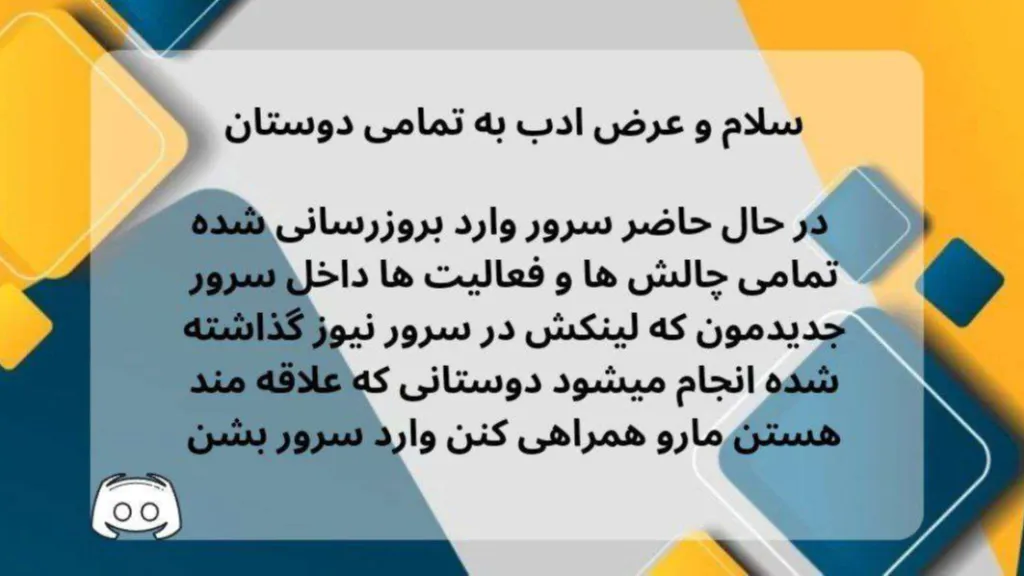 سلام و عرض ادب به تمامی دوستان
در حال حاضر سرور وارد بروزرسانی شده
تمامی چالش ها و فعالیت ها داخل سرور
جدیدمون که لینکش در سرور نیوز گذاشته
شده انجام میشود دوستانی که علاقه مند
هستن مارو همراهی کنن وارد سرور بشن